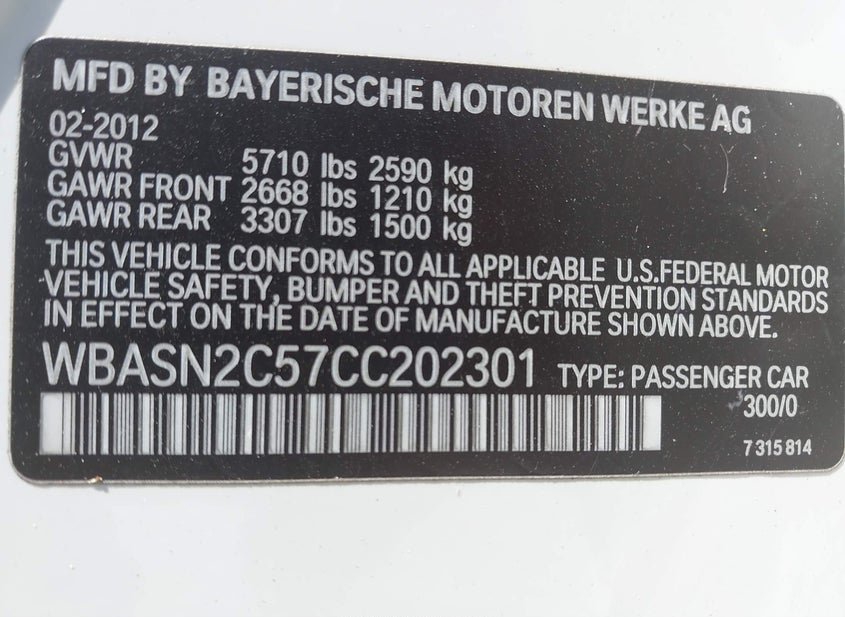 MFD BY BAYERISCHE MOTOREN WERKE AG
02-2012
GVWR 5710 lbs 2590 kg
GAWR FRONT 2668 lbs 1210 kg
GAWR REAR 3307 lbs 1500 kg
THIS VEHICLE CONFORMS TO ALL APPLICABLE U.S.FEDERAL MOTOR
VEHICLE SAFETY, BUMPER AND THEFT PREVENTION STANDARDS
IN EFFECT ON THE DATE OF MANUFACTURE SHOWN ABOVE.
WBASN2C57CC202301 TYPE: PASSENGER CAR
300/0
7 315 814